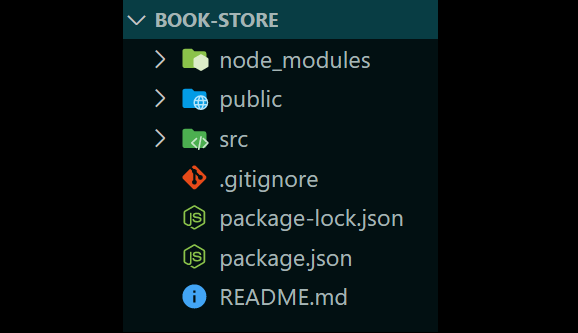 BOOK-STORE
node_modules
public
src
.gitignore
package-lock.json
package.json
README.md